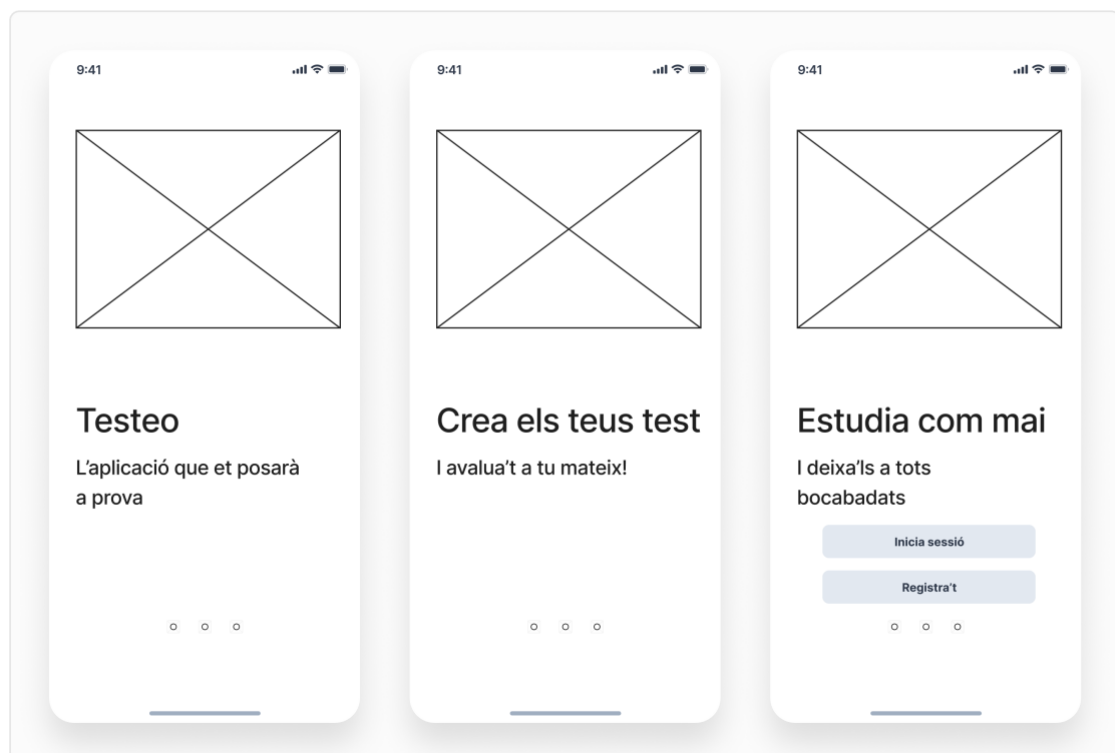 9:41
Testeo
L'aplicació que et posarà
a prova
9:41
Crea els teus test
I avalua't a tu mateix!
9:41
Estudia com mai
I deixa'ls a tots
bocabadats
Inicia sessió
Registra't